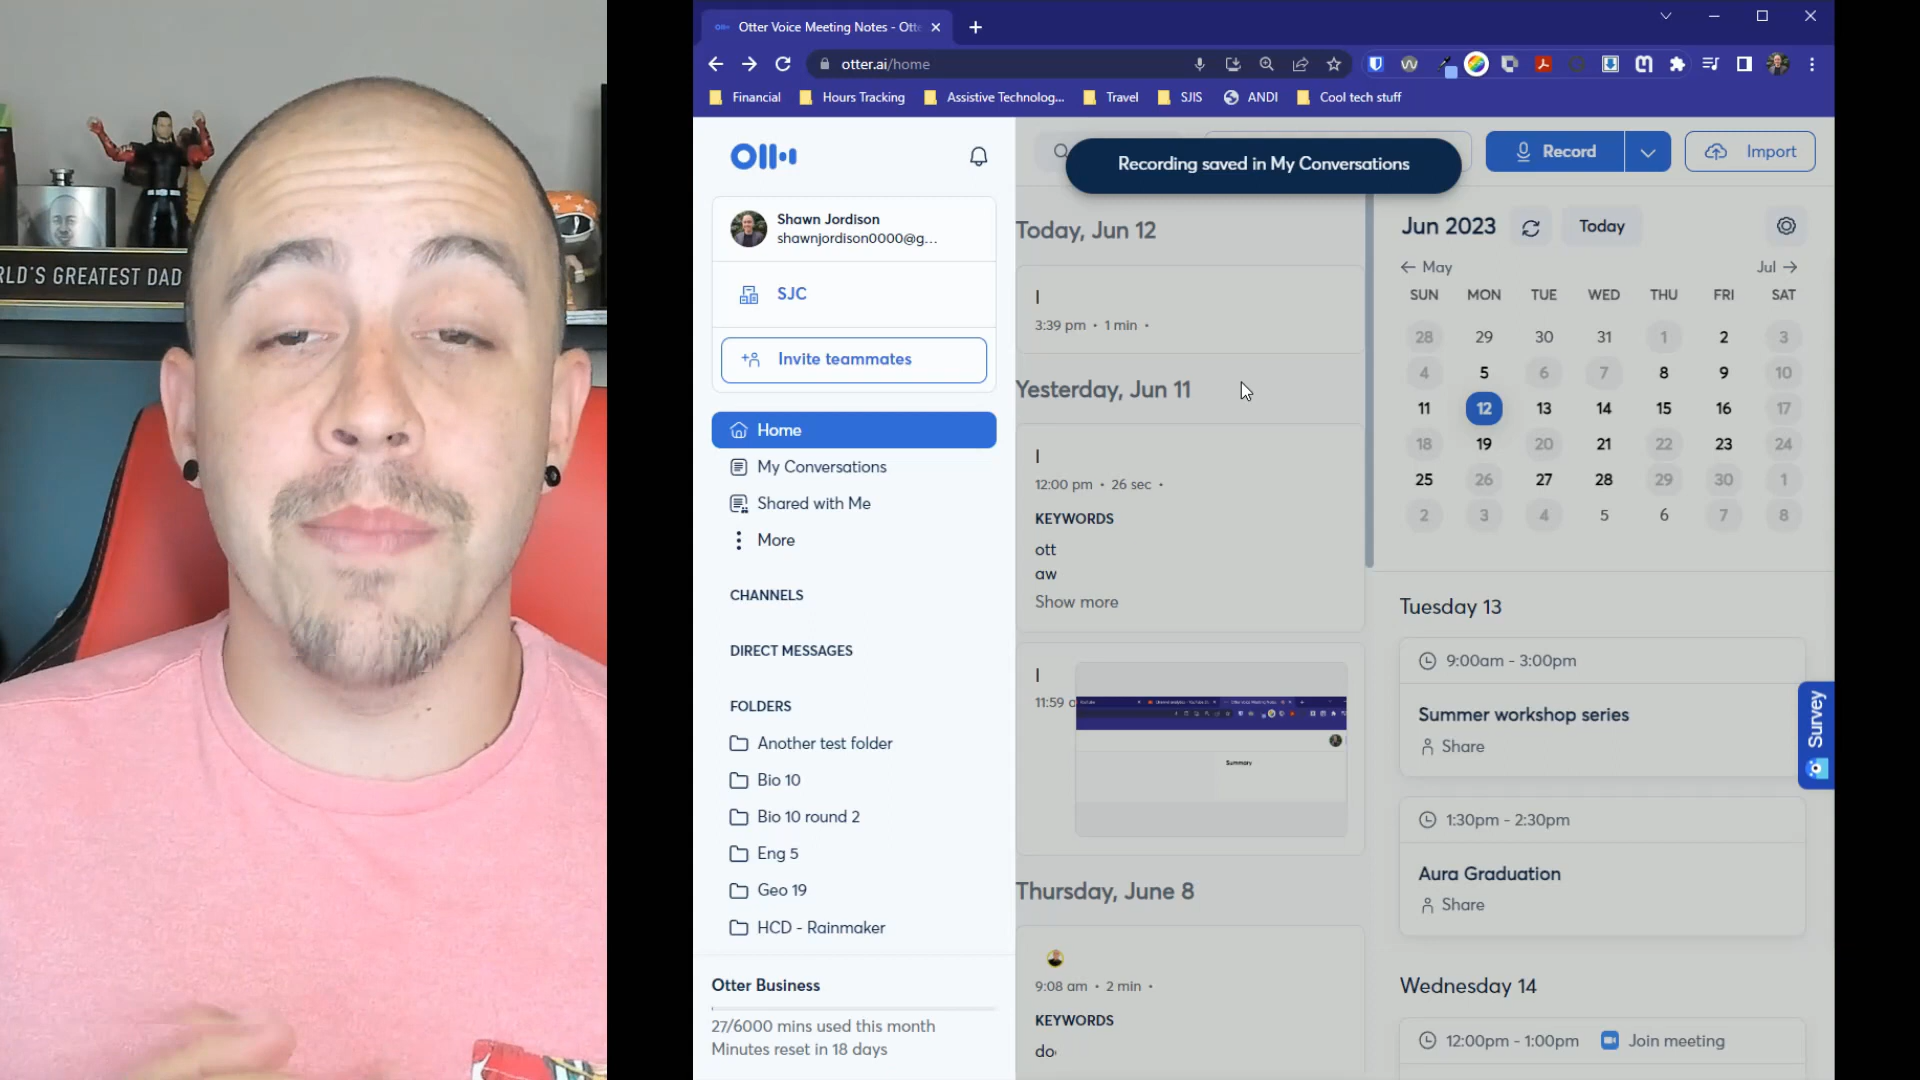 RLD'S GREATEST DAD
Otter Voice Meeting Notes - Ott
otter.ai/home
Financial
Hours Tracking
Assistive Technolog...
Travel
SJIS
ANDI
Cool tech stuff
Recording saved in My Conversations
Record
Import
Shawn Jordison
shawnjordison0000@g...
SJC
Invite teammates
Home
My Conversations
Shared with Me
More
CHANNELS
DIRECT MESSAGES
FOLDERS
Another test folder
Bio 10
Bio 10 round 2
Eng 5
Geo 19
HCD - Rainmaker
Otter Business
27/6000 mins used this month
Minutes reset in 18 days
Today, Jun 12
I
3:39 pm • 1 min •
Yesterday, Jun 11
I
12:00 pm • 26 sec •
KEYWORDS
ott
aw
Show more
I
11:59 a
Summary
Thursday, June 8
9:08 am • 2 min •
KEYWORDS
do
Jun 2023
Today
← May
Jul →
SUN MON TUE WED THU FRI SAT
28 29 30 31 1 2 3
4 5 6 7 8 9 10
11 12 13 14 15 16 17
18 19 20 21 22 23 24
25 26 27 28 29 30 1
2 3 4 5 6 7 8
Tuesday 13
9:00am - 3:00pm
Summer workshop series
Share
1:30pm - 2:30pm
Aura Graduation
Share
Wednesday 14
12:00pm - 1:00pm
Join meeting
Survey